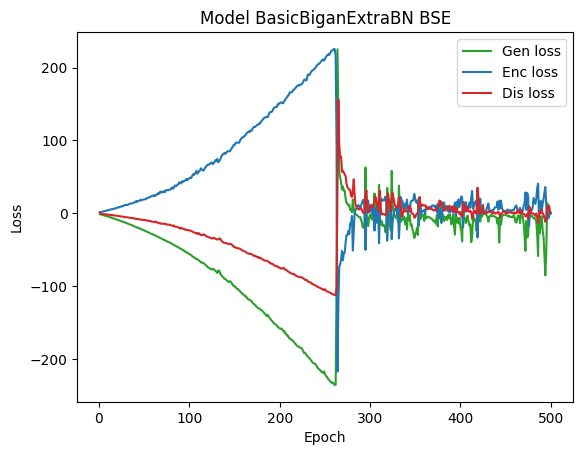 Model BasicBiganExtraBN BSE
Gen loss
Enc loss
Dis loss
200
100
0
−100
−200
Loss
0
100
200
300
400
500
Epoch